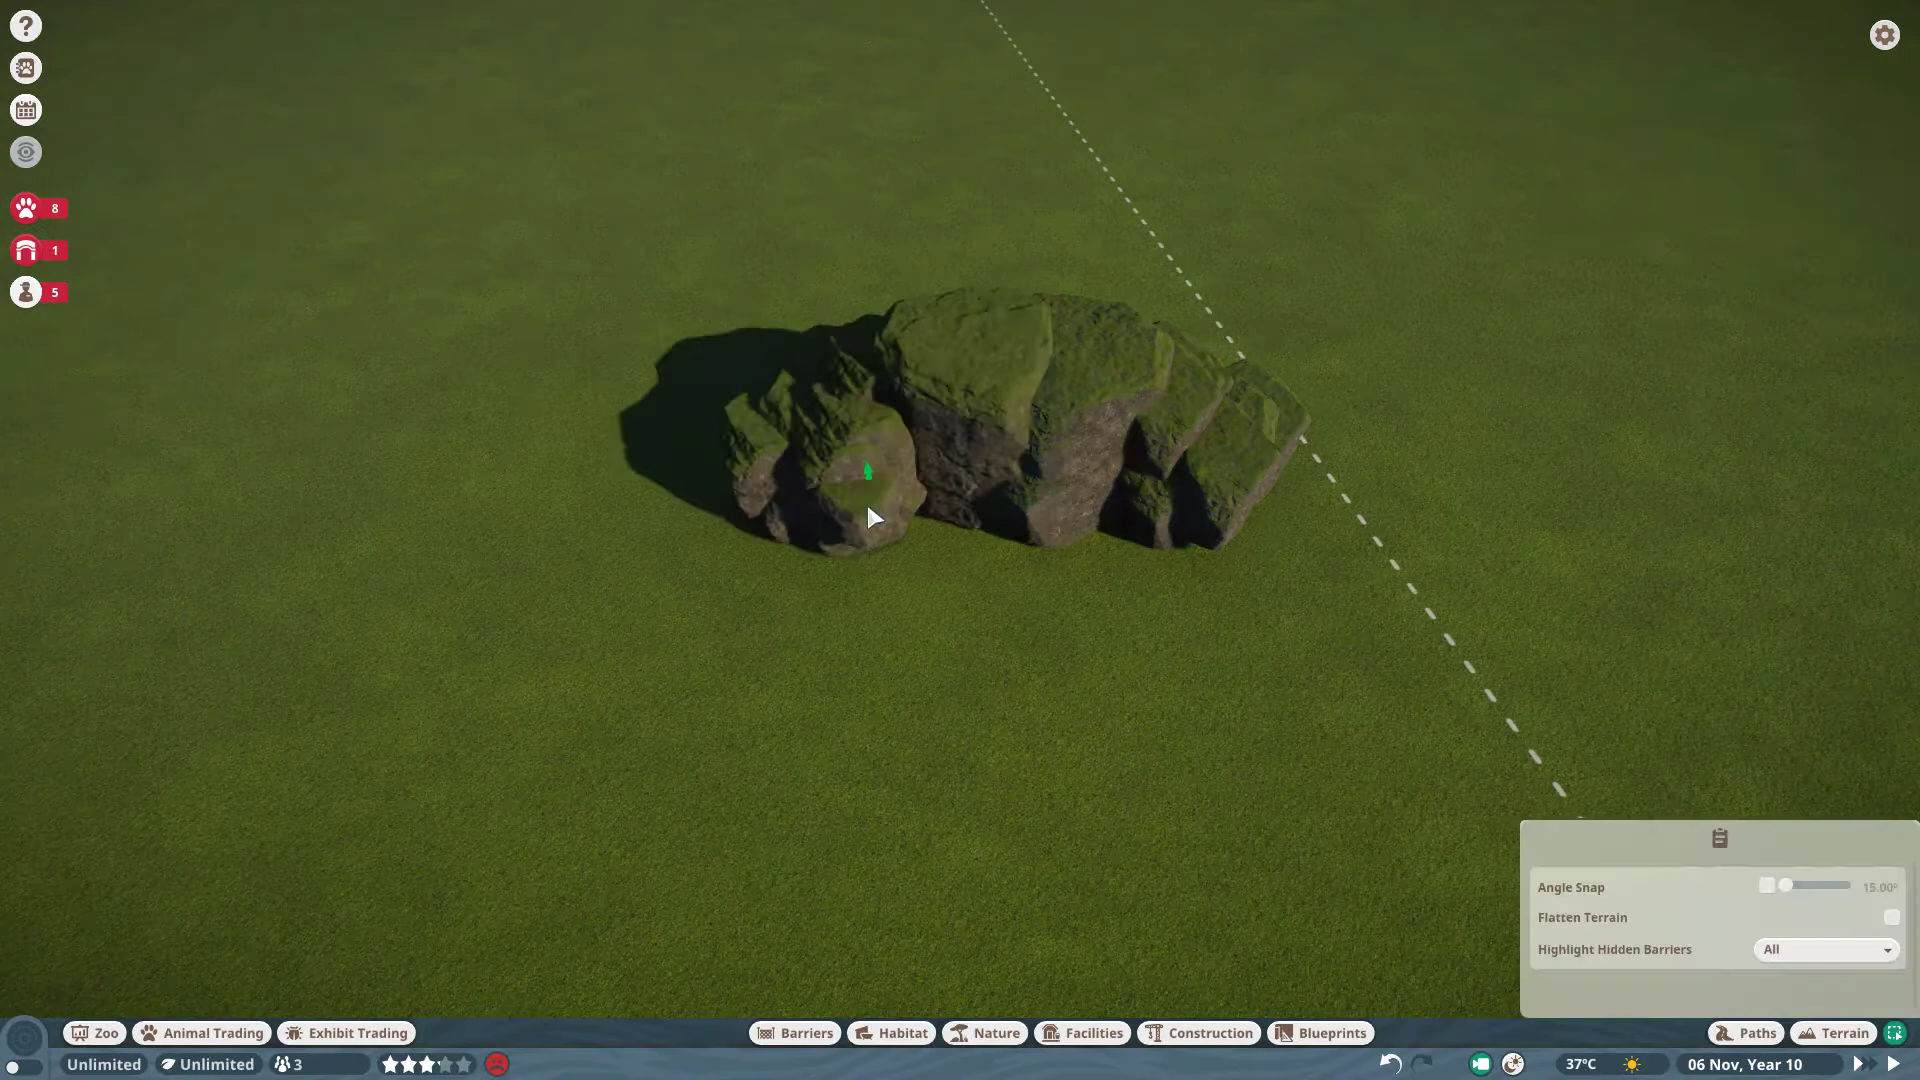 ?
8
1
5
Angle Snap 15.00°
Flatten Terrain
Highlight Hidden Barriers All
Zoo Animal Trading Exhibit Trading Barriers Habitat Nature Facilities Construction Blueprints Paths Terrain
Unlimited Unlimited 3 37°C 06 Nov, Year 10